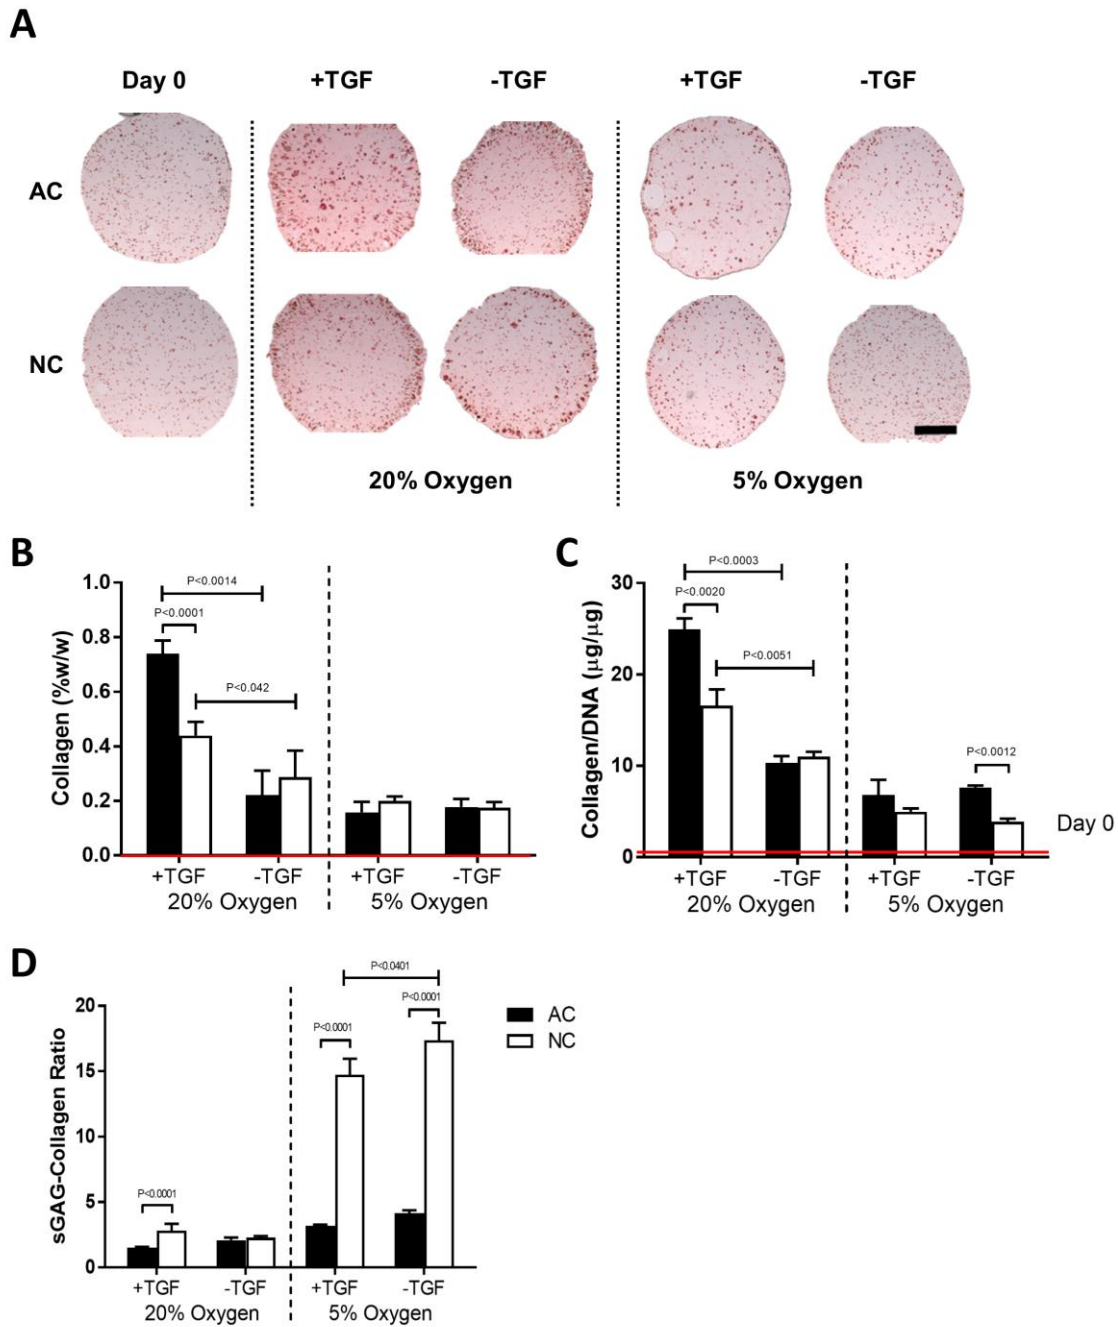 A
Day 0 +TGF -TGF +TGF -TGF
AC
NC
20% Oxygen 5% Oxygen
B
Collagen (%w/w)
1.0
0.8
0.6
0.4
0.2
0.0
P<0.0014
P<0.0001
P<0.042
+TGF -TGF +TGF -TGF
20% Oxygen 5% Oxygen
C
Collagen/DNA (µg/µg)
30
20
10
0
P<0.0003
P<0.0020
P<0.0051
P<0.0012
Day 0
+TGF -TGF +TGF -TGF
20% Oxygen 5% Oxygen
D
sGAG-Collagen Ratio
20
15
10
5
0
P<0.0401
P<0.0001
P<0.0001
P<0.0001
AC
NC
+TGF -TGF +TGF -TGF
20% Oxygen 5% Oxygen